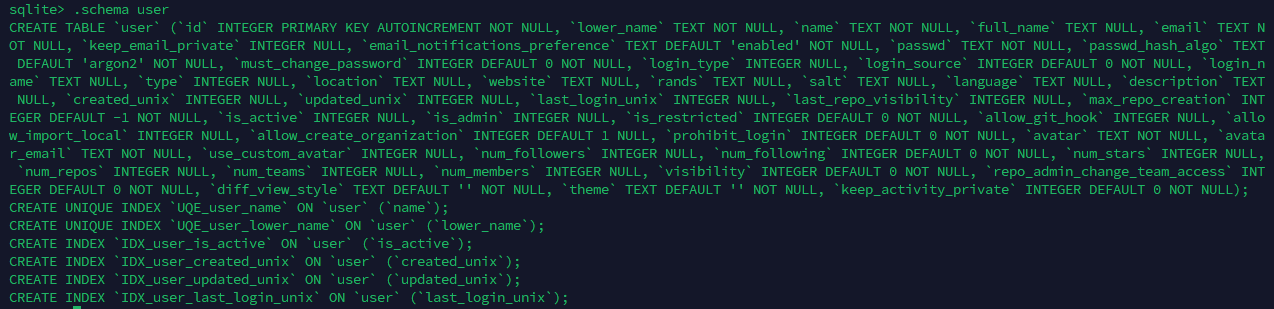 sqlite> .schema user
CREATE TABLE `user` (`id` INTEGER PRIMARY KEY AUTOINCREMENT NOT NULL, `lower_name` TEXT NOT NULL, `name` TEXT NOT NULL, `full_name` TEXT NULL, `email` TEXT N
OT NULL, `keep_email_private` INTEGER NULL, `email_notifications_preference` TEXT DEFAULT 'enabled' NOT NULL, `passwd` TEXT NOT NULL, `passwd_hash_algo` TEXT
 DEFAULT 'argon2' NOT NULL, `must_change_password` INTEGER DEFAULT 0 NOT NULL, `login_type` INTEGER NULL, `login_source` INTEGER DEFAULT 0 NOT NULL, `login_n
ame` TEXT NULL, `type` INTEGER NULL, `location` TEXT NULL, `website` TEXT NULL, `rands` TEXT NULL, `salt` TEXT NULL, `language` TEXT NULL, `description` TEXT
 NULL, `created_unix` INTEGER NULL, `updated_unix` INTEGER NULL, `last_login_unix` INTEGER NULL, `last_repo_visibility` INTEGER NULL, `max_repo_creation` INT
EGER DEFAULT -1 NOT NULL, `is_active` INTEGER NULL, `is_admin` INTEGER NULL, `is_restricted` INTEGER DEFAULT 0 NOT NULL, `allow_git_hook` INTEGER NULL, `allo
w_import_local` INTEGER NULL, `allow_create_organization` INTEGER DEFAULT 1 NULL, `prohibit_login` INTEGER DEFAULT 0 NOT NULL, `avatar` TEXT NOT NULL, `avata
r_email` TEXT NOT NULL, `use_custom_avatar` INTEGER NULL, `num_followers` INTEGER NULL, `num_following` INTEGER DEFAULT 0 NOT NULL, `num_stars` INTEGER NULL,
 `num_repos` INTEGER NULL, `num_teams` INTEGER NULL, `num_members` INTEGER NULL, `visibility` INTEGER DEFAULT 0 NOT NULL, `repo_admin_change_team_access` INT
EGER DEFAULT 0 NOT NULL, `diff_view_style` TEXT DEFAULT '' NOT NULL, `theme` TEXT DEFAULT '' NOT NULL, `keep_activity_private` INTEGER DEFAULT 0 NOT NULL);
CREATE UNIQUE INDEX `UQE_user_name` ON `user` (`name`);
CREATE UNIQUE INDEX `UQE_user_lower_name` ON `user` (`lower_name`);
CREATE INDEX `IDX_user_is_active` ON `user` (`is_active`);
CREATE INDEX `IDX_user_created_unix` ON `user` (`created_unix`);
CREATE INDEX `IDX_user_updated_unix` ON `user` (`updated_unix`);
CREATE INDEX `IDX_user_last_login_unix` ON `user` (`last_login_unix`);